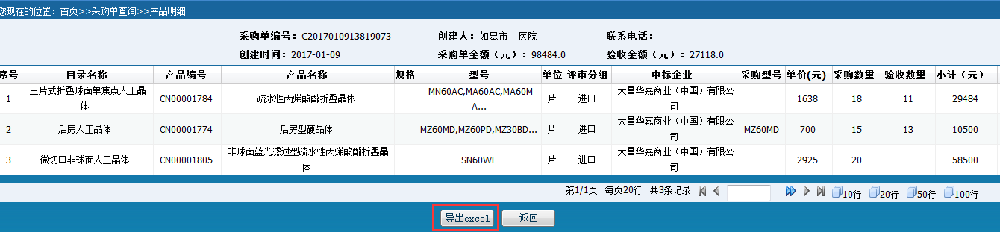 您现在的位置：首页>>采购单查询>>产品明细
采购单编号：C2017010913819073 创建人：如皋市中医院 联系电话：
创建时间：2017-01-09 采购单金额（元）：98484.0 验收金额（元）：27118.0
序号 目录名称 产品编号 产品名称 规格 型号 单位 评审分组 中标企业 采购型号 单价(元) 采购数量 验收数量 小计（元）
1 三片式折叠球面单焦点人工晶体 CN00001784 疏水性丙烯酸酯折叠晶体 MN60AC,MA60AC,MA60MA... 片 进口 大昌华嘉商业（中国）有限公司 1638 18 11 29484
2 后房人工晶体 CN00001774 后房型硬晶体 MZ60MD,MZ60PD,MZ30BD... 片 进口 大昌华嘉商业（中国）有限公司 MZ60MD 700 15 13 10500
3 微切口非球面人工晶体 CN00001805 非球面蓝光滤过型疏水性丙烯酸酯折叠晶体 SN60WF 片 进口 大昌华嘉商业（中国）有限公司 2925 20 58500
第1/1页 每页20行 共3条记录 10行 20行 50行 100行
导出excel 返回